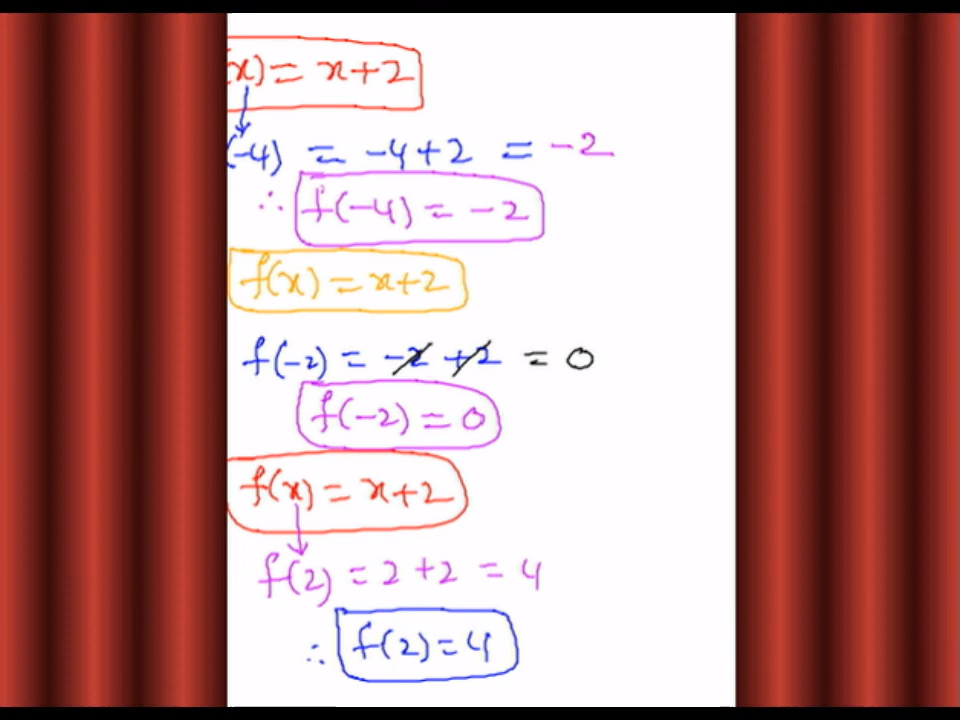 (x) = x+2
(-4) = -4+2 = -2
∴ f(-4) = -2
f(x) = x+2
f(-2) = -2 +2 = 0
f(-2) = 0
f(x) = x+2
f(2) = 2+2 = 4
∴ f(2) = 4